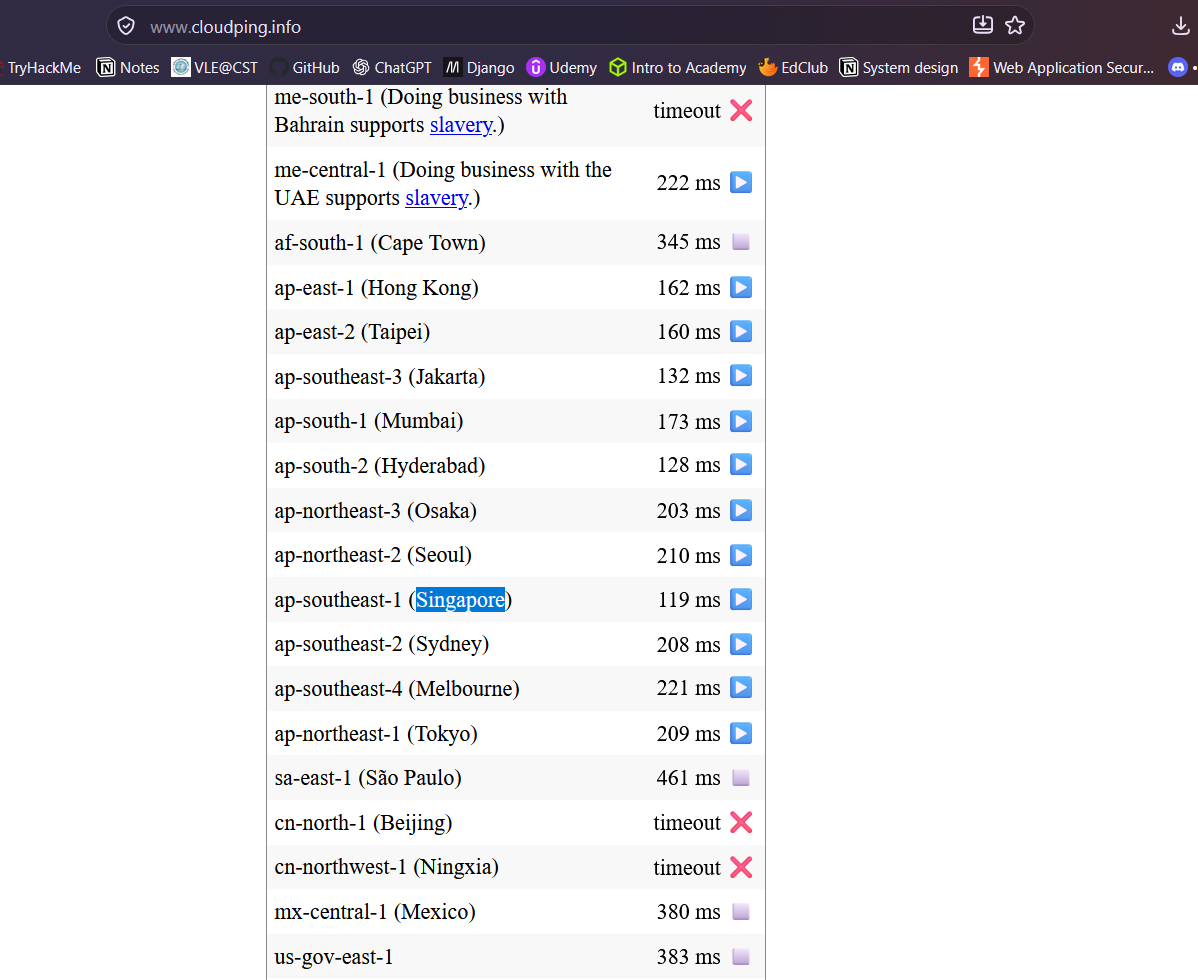 www.cloudping.info
TryHackMe Notes VLE@CST GitHub ChatGPT Django Udemy Intro to Academy EdClub System design Web Application Secur...
me-south-1 (Doing business with
Bahrain supports slavery.)
timeout
me-central-1 (Doing business with the
UAE supports slavery.)
222 ms
af-south-1 (Cape Town) 345 ms
ap-east-1 (Hong Kong) 162 ms
ap-east-2 (Taipei) 160 ms
ap-southeast-3 (Jakarta) 132 ms
ap-south-1 (Mumbai) 173 ms
ap-south-2 (Hyderabad) 128 ms
ap-northeast-3 (Osaka) 203 ms
ap-northeast-2 (Seoul) 210 ms
ap-southeast-1 (Singapore) 119 ms
ap-southeast-2 (Sydney) 208 ms
ap-southeast-4 (Melbourne) 221 ms
ap-northeast-1 (Tokyo) 209 ms
sa-east-1 (São Paulo) 461 ms
cn-north-1 (Beijing) timeout
cn-northwest-1 (Ningxia) timeout
mx-central-1 (Mexico) 380 ms
us-gov-east-1 383 ms